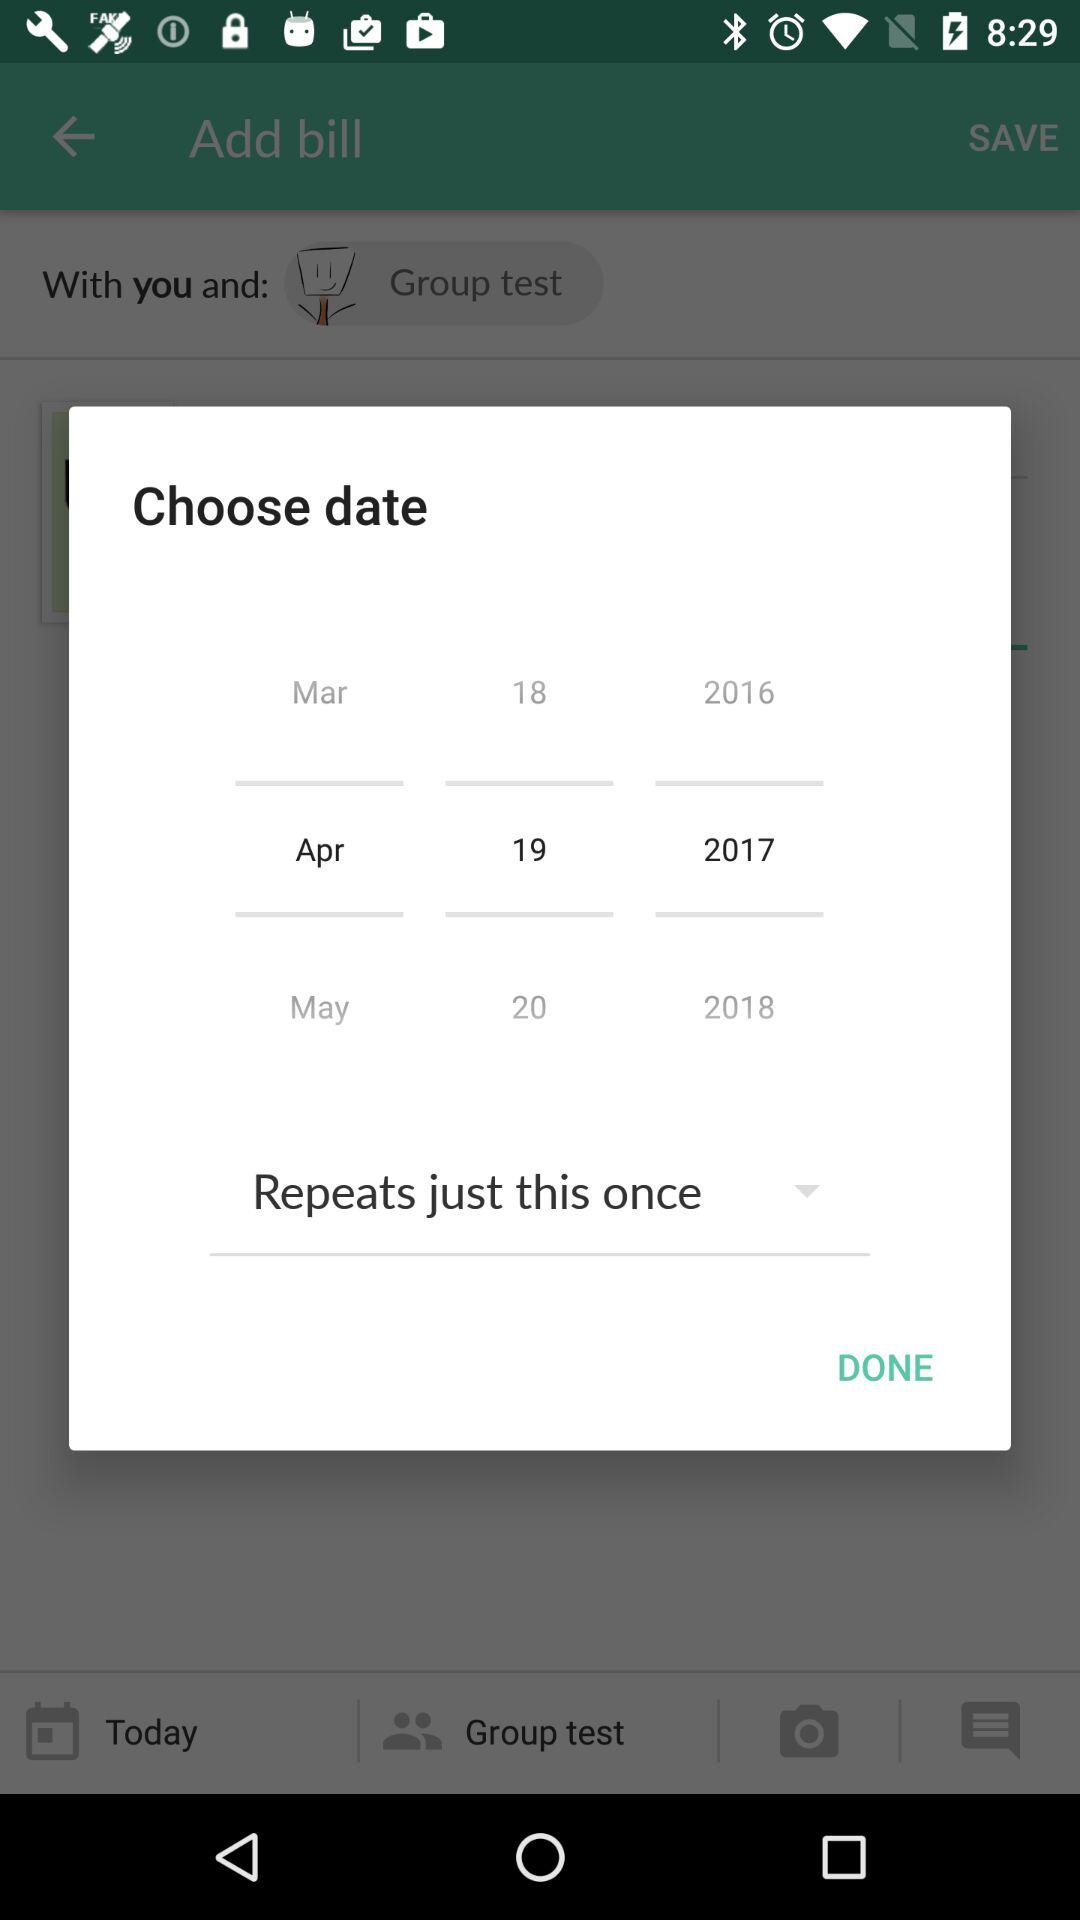 FAKE
8:29
Add bill
SAVE
With you and: Group test
Choose date
Mar 18 2016
Apr 19 2017
May 20 2018
Repeats just this once
DONE
Today
Group test